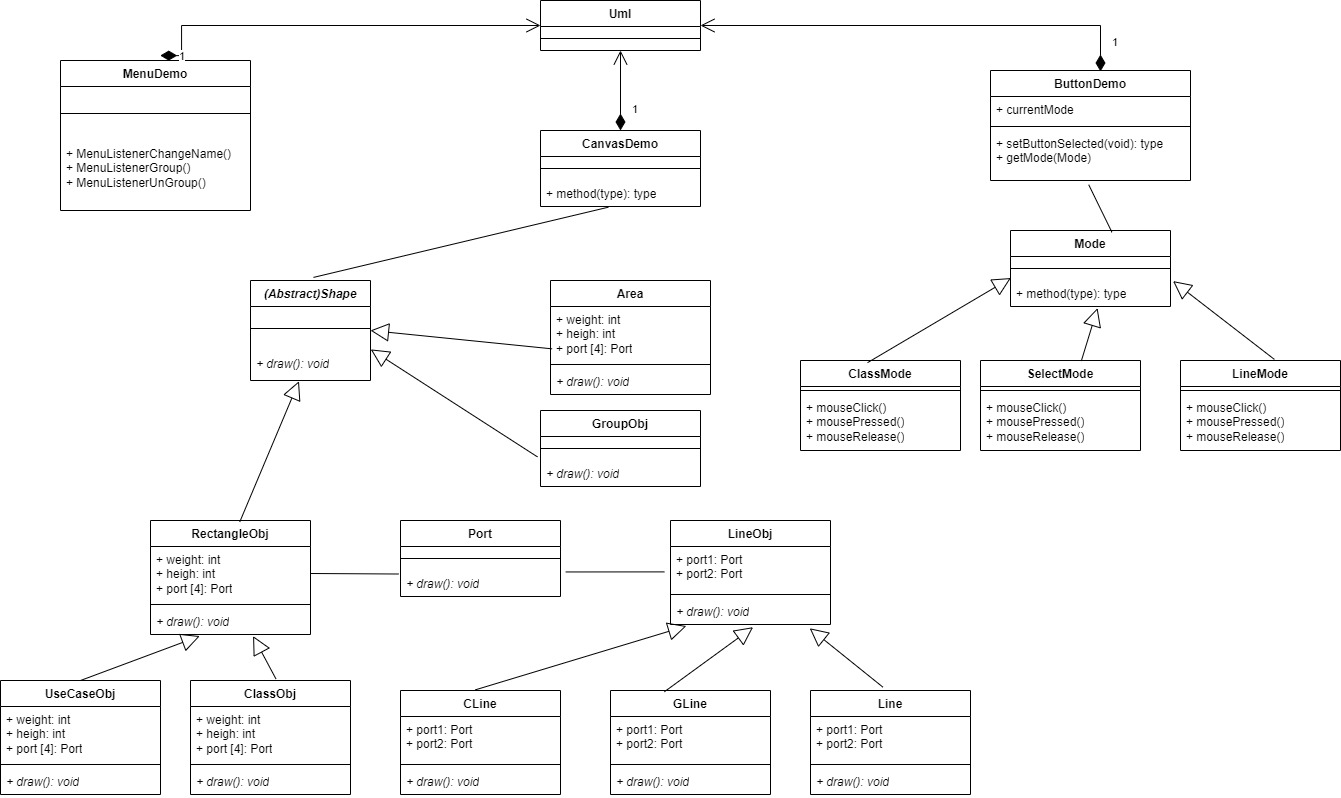 Uml
1
MenuDemo
+ MenuListenerChangeName()
+ MenuListenerGroup()
+ MenuListenerUnGroup()
1
CanvasDemo
+ method(type): type
1
ButtonDemo
+ currentMode
+ setButtonSelected(void): type
+ getMode(Mode)
Mode
+ method(type): type
(Abstract)Shape
+ draw(): void
Area
+ weight: int
+ heigh: int
+ port [4]: Port
+ draw(): void
GroupObj
+ draw(): void
ClassMode
+ mouseClick()
+ mousePressed()
+ mouseRelease()
SelectMode
+ mouseClick()
+ mousePressed()
+ mouseRelease()
LineMode
+ mouseClick()
+ mousePressed()
+ mouseRelease()
RectangleObj
+ weight: int
+ heigh: int
+ port [4]: Port
+ draw(): void
Port
+ draw(): void
LineObj
+ port1: Port
+ port2: Port
+ draw(): void
UseCaseObj
+ weight: int
+ heigh: int
+ port [4]: Port
+ draw(): void
ClassObj
+ weight: int
+ heigh: int
+ port [4]: Port
+ draw(): void
CLine
+ port1: Port
+ port2: Port
+ draw(): void
GLine
+ port1: Port
+ port2: Port
+ draw(): void
Line
+ port1: Port
+ port2: Port
+ draw(): void